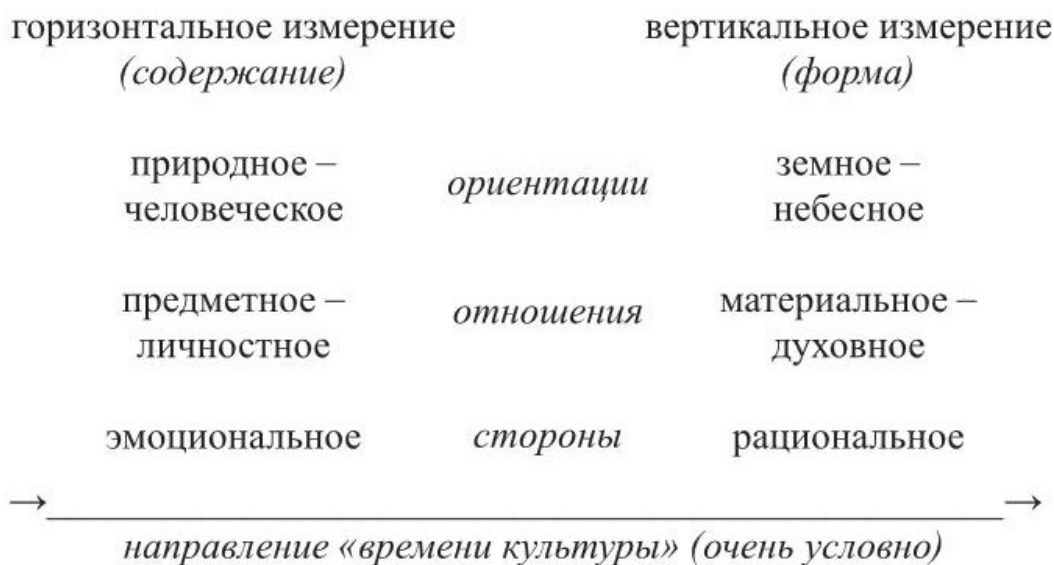 горизонтальное измерение вертикальное измерение
(содержание) (форма)
природное – ориентации земное –
человеческое небесное
предметное – отношения материальное –
личностное духовное
эмоциональное стороны рациональное
→ →
направление «времени культуры» (очень условно)